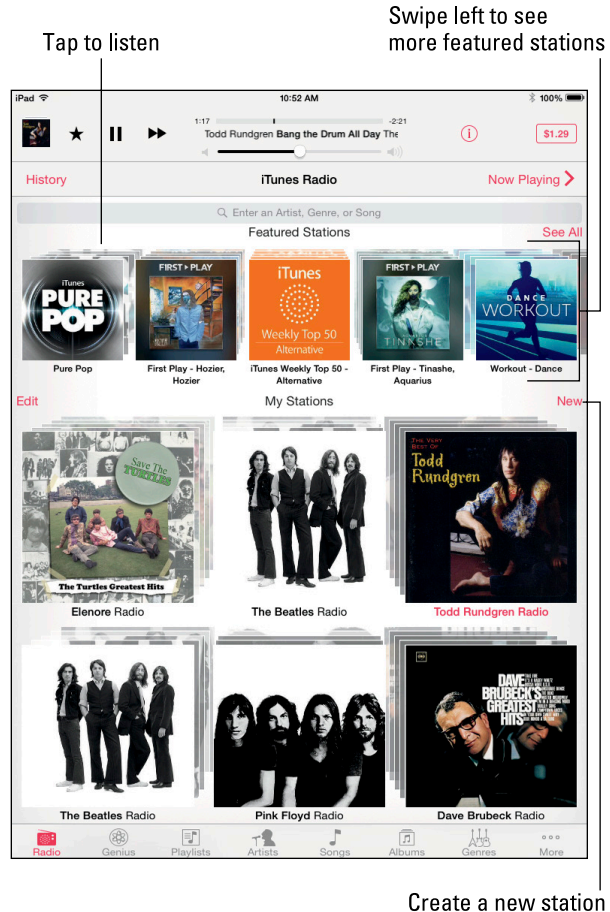 Swipe left to see
Tap to listen
more featured stations
iPad
10:52 AM
100%
1:17
-2:21
Todd Rundgren Bang the Drum All Day The
$1.29
History
iTunes Radio
Now Playing
Enter an Artist, Genre, or Song
Featured Stations
See All
iTunes
PURE
POP
FIRST PLAY
iTunes
Weekly Top 50
Alternative
FIRST PLAY
TINASHE
DANCE
WORKOUT
Pure Pop
First Play - Hozier,
Hozier
iTunes Weekly Top 50 -
Alternative
First Play - Tinashe,
Aquarius
Workout - Dance
Edit
My Stations
New
Save The
TURTLES
The Turtles Greatest Hits
THE VERY
BEST OF
Todd
Rundgren
Elenore Radio
The Beatles Radio
Todd Rundgren Radio
DAVE
BRUBECK'S
GREATEST
HITS
The Beatles Radio
Pink Floyd Radio
Dave Brubeck Radio
Radio
Genius
Playlists
Artists
Songs
Albums
Genres
More
Create a new station